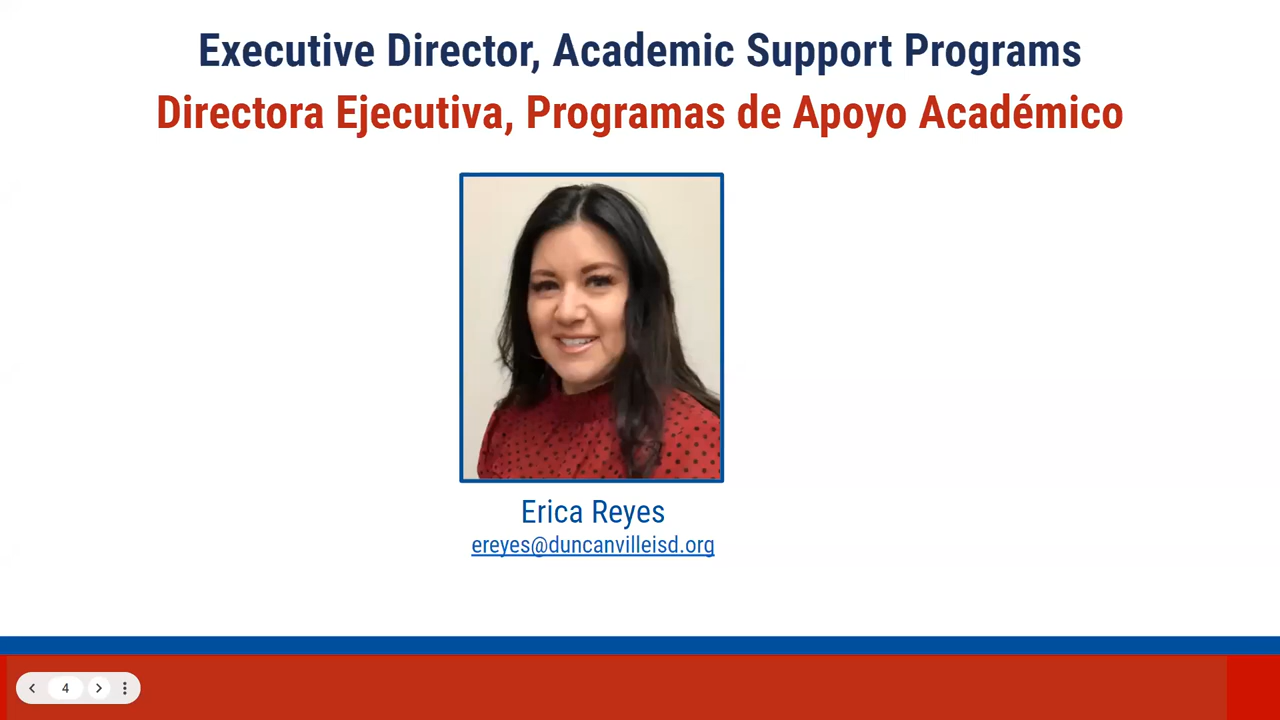 Executive Director, Academic Support Programs
Directora Ejecutiva, Programas de Apoyo Académico
Erica Reyes
ereyes@duncanvilleisd.org
4